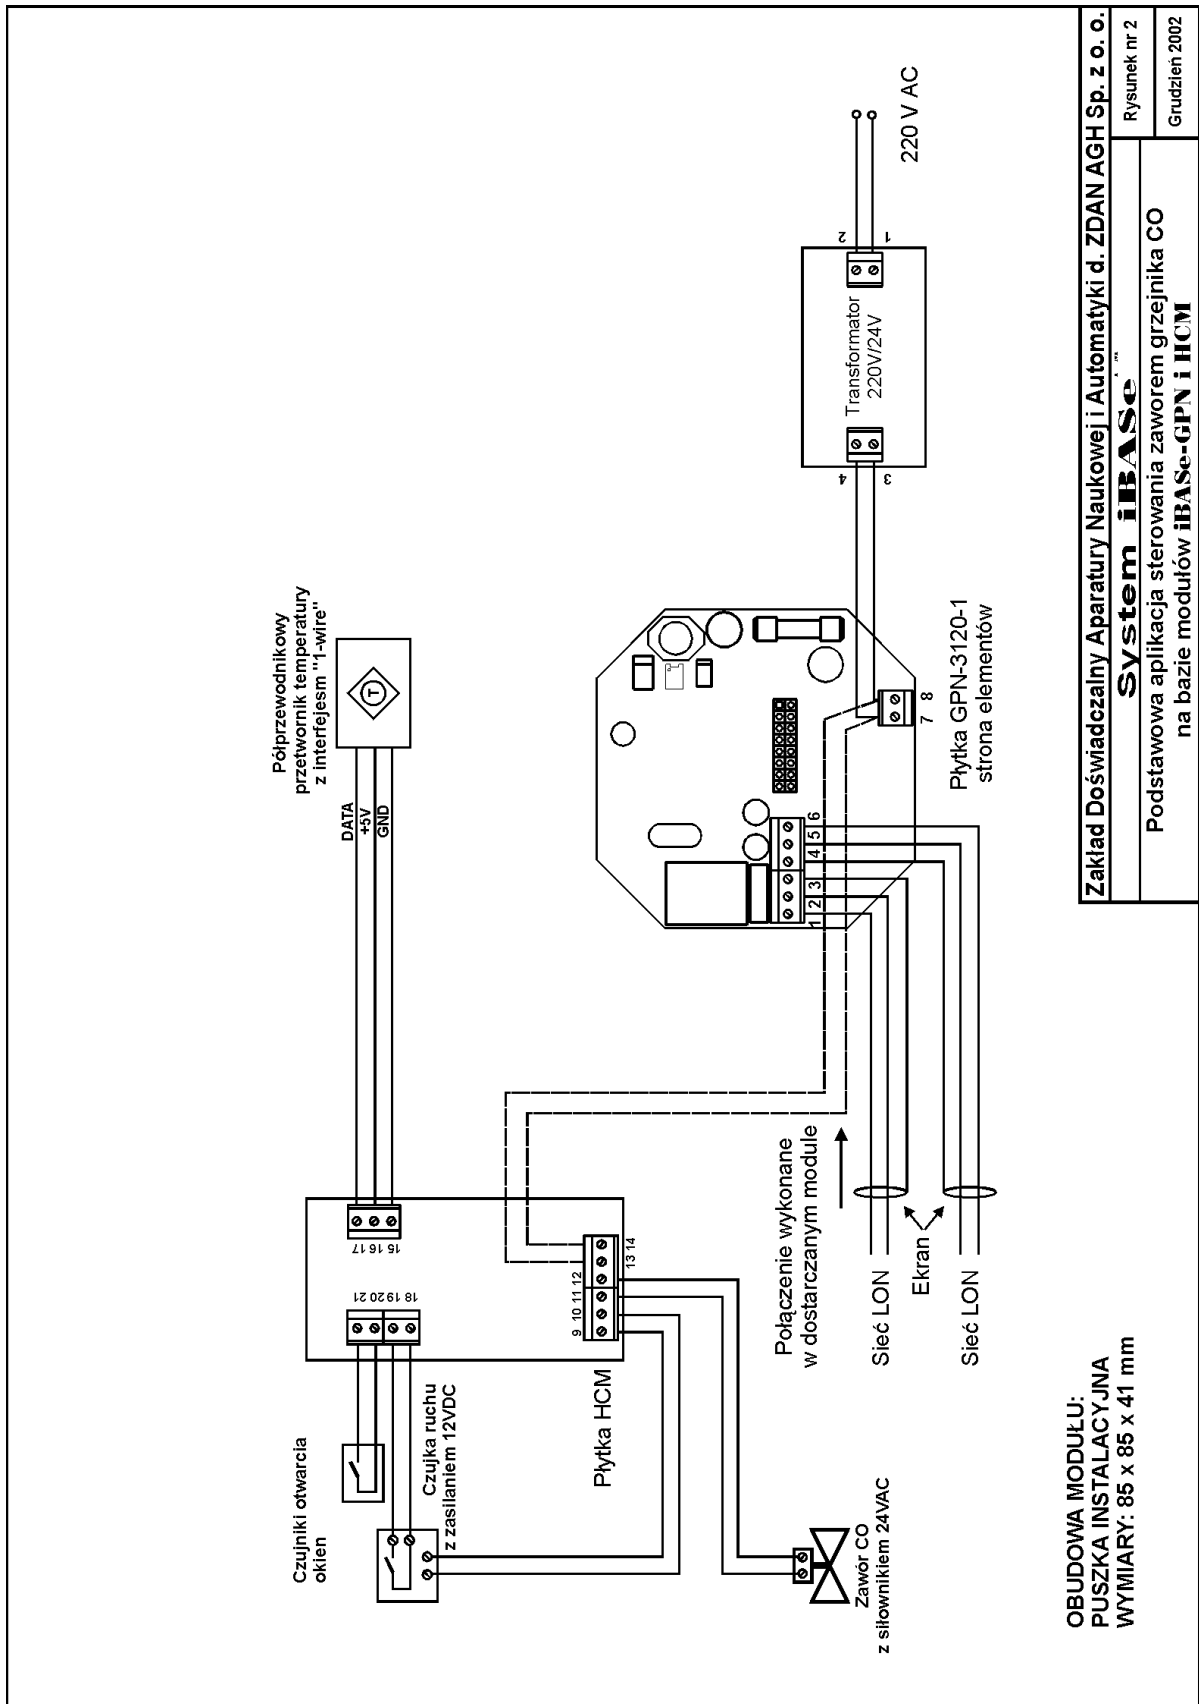 Półprzewodnikowy
przetwornik temperatury
z interfejesm "1-wire"
T
DATA
+5V
GND
220 V AC
2
1
Transformator
220V/24V
4
3
Płytka GPN-3120-1
strona elementów
7 8
1 2 3 4 5 6
15 16 17
18 19 20 21
9 10 11 12 13 14
Płytka HCM
Czujniki otwarcia
okien
Czujka ruchu
z zasilaniem 12VDC
Zawór CO
z siłownikiem 24VAC
Połączenie wykonane
w dostarczanym module
Sieć LON
Ekran
Sieć LON
OBUDOWA MODUŁU:
PUSZKA INSTALACYJNA
WYMIARY: 85 x 85 x 41 mm
Zakład Doświadczalny Aparatury Naukowej i Automatyki d. ZDAN AGH Sp. z o. o.
System iBASe
Rysunek nr 2
Podstawowa aplikacja sterowania zaworem grzejnika CO
na bazie modułów iBASe-GPN i HCM
Grudzień 2002